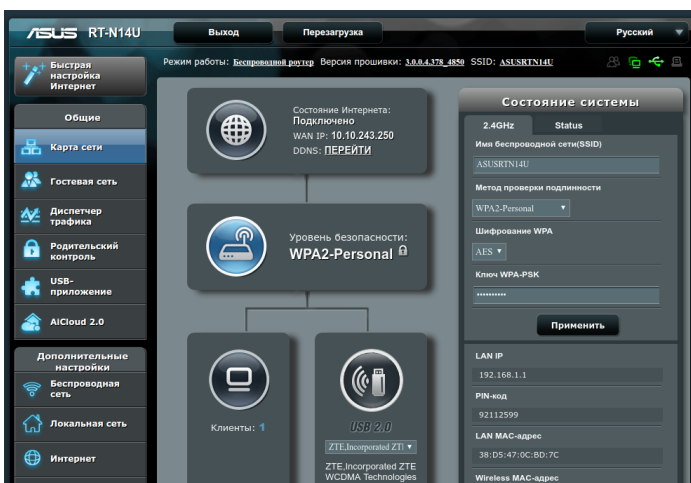 ASUS RT-N14U
Выход
Перезагрузка
Русский
Быстрая
настройка
Интернет
Режим работы: Беспроводной роутер Версия прошивки: 3.0.0.4.378_4850 SSID: ASUSRTN14U
Общие
Карта сети
Гостевая сеть
Диспетчер
трафика
Родительский
контроль
USB-
приложение
AiCloud 2.0
Дополнительные
настройки
Беспроводная
сеть
Локальная сеть
Интернет
Состояние Интернета:
Подключено
WAN IP: 10.10.243.250
DDNS: ПЕРЕЙТИ
Уровень безопасности:
WPA2-Personal
Клиенты: 1
USB 2.0
ZTE,Incorporated ZTI
ZTE,Incorporated ZTE
WCDMA Technologies
Состояние системы
2.4GHz Status
Имя беспроводной сети(SSID)
ASUSRTN14U
Метод проверки подлинности
WPA2-Personal
Шифрование WPA
AES
Ключ WPA-PSK
••••••••••
Применить
LAN IP
192.168.1.1
PIN-код
92112599
LAN MAC-адрес
38:D5:47:0C:BD:7C
Wireless MAC-адрес